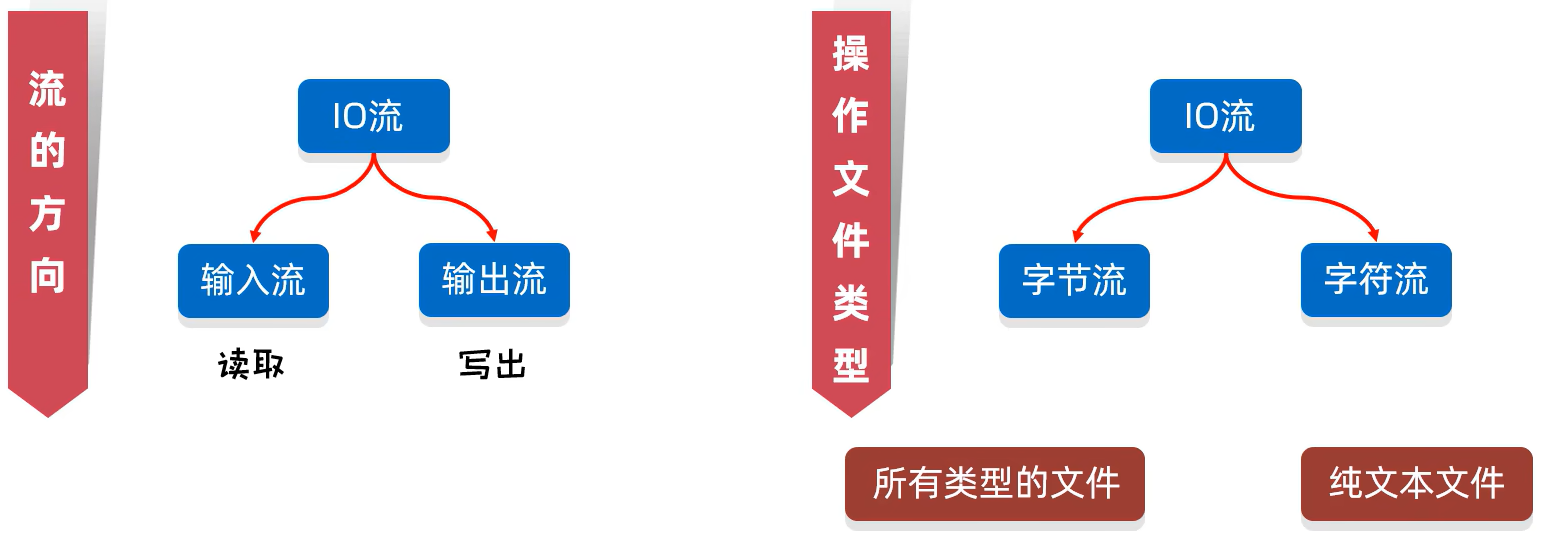 流的方向
IO流
输入流
输出流
读取
写出
操作文件类型
IO流
字节流
字符流
所有类型的文件
纯文本文件